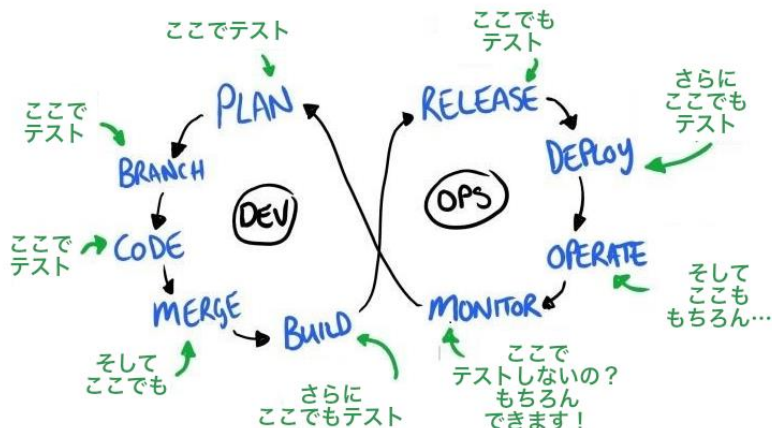 ここでテスト
PLAN
ここで
テスト
BRANCH
ここで
テスト
CODE
MERGE
そして
ここでも
BUILD
さらに
ここでもテスト
DEV
ここでも
テスト
RELEASE
さらに
ここでも
テスト
DEPLOY
OPS
OPERATE
そして
ここも
もちろん…
MONITOR
ここで
テストしないの？
もちろん
できます！